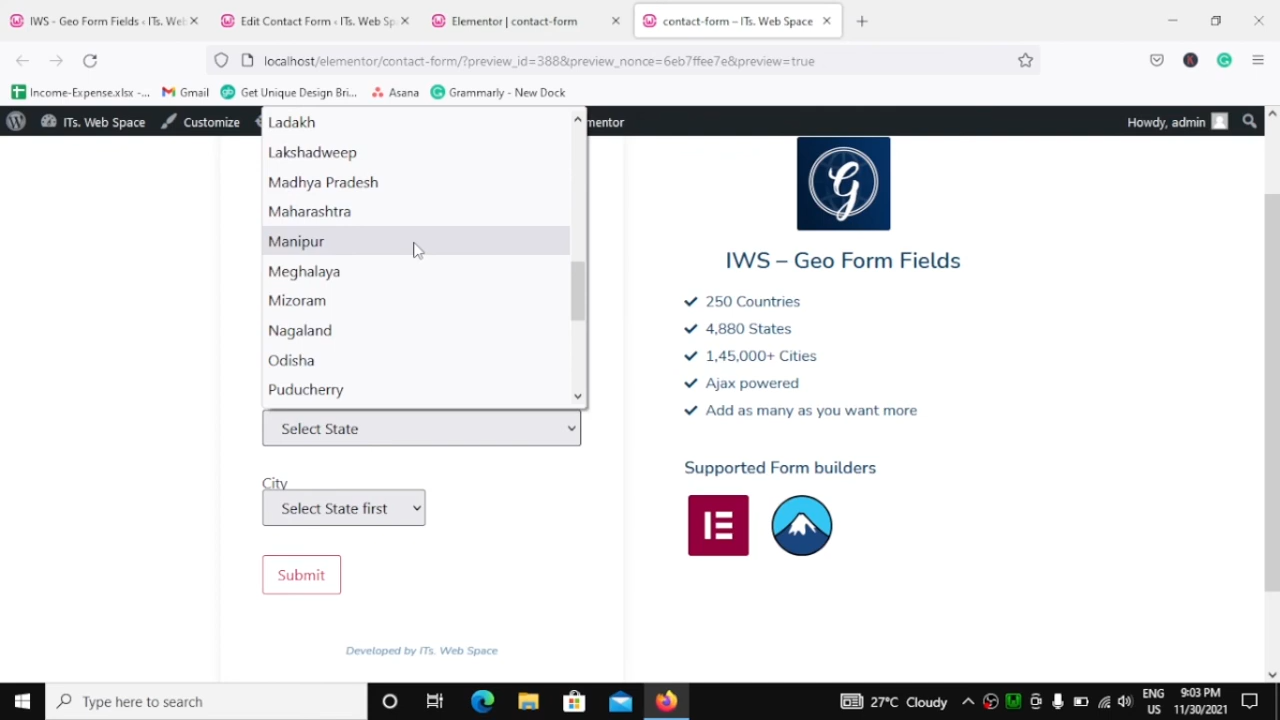 IWS - Geo Form Fields ‹ ITs. Web
Edit Contact Form ‹ ITs. Web Sp
Elementor | contact-form
contact-form – ITs. Web Space
localhost/elementor/contact-form/?preview_id=388&preview_nonce=6eb7ffee7e&preview=true
Income-Expense.xlsx -...
Gmail
Get Unique Design Bri...
Asana
Grammarly - New Dock
ITs. Web Space
Customize
mentor
Howdy, admin
Ladakh
Lakshadweep
Madhya Pradesh
Maharashtra
Manipur
Meghalaya
Mizoram
Nagaland
Odisha
Puducherry
Select State
City
Select State first
Submit
Developed by ITs. Web Space
G
IWS – Geo Form Fields
250 Countries
4,880 States
1,45,000+ Cities
Ajax powered
Add as many as you want more
Supported Form builders
Type here to search
27°C Cloudy
ENG
US
9:03 PM
11/30/2021